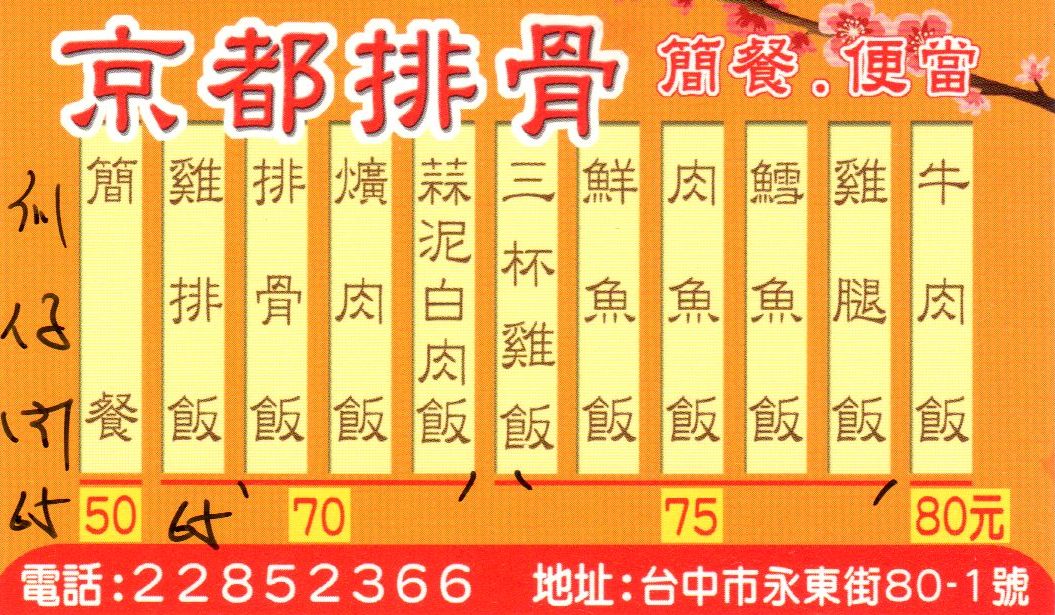 京都排骨 簡餐.便當
簡餐
雞排飯
排骨飯
爌肉飯
蒜泥白肉飯
三杯雞飯
鮮魚飯
肉魚飯
鱈魚飯
雞腿飯
牛肉飯
65 50 65 70 75 80元
電話:22852366 地址:台中市永東街80-1號